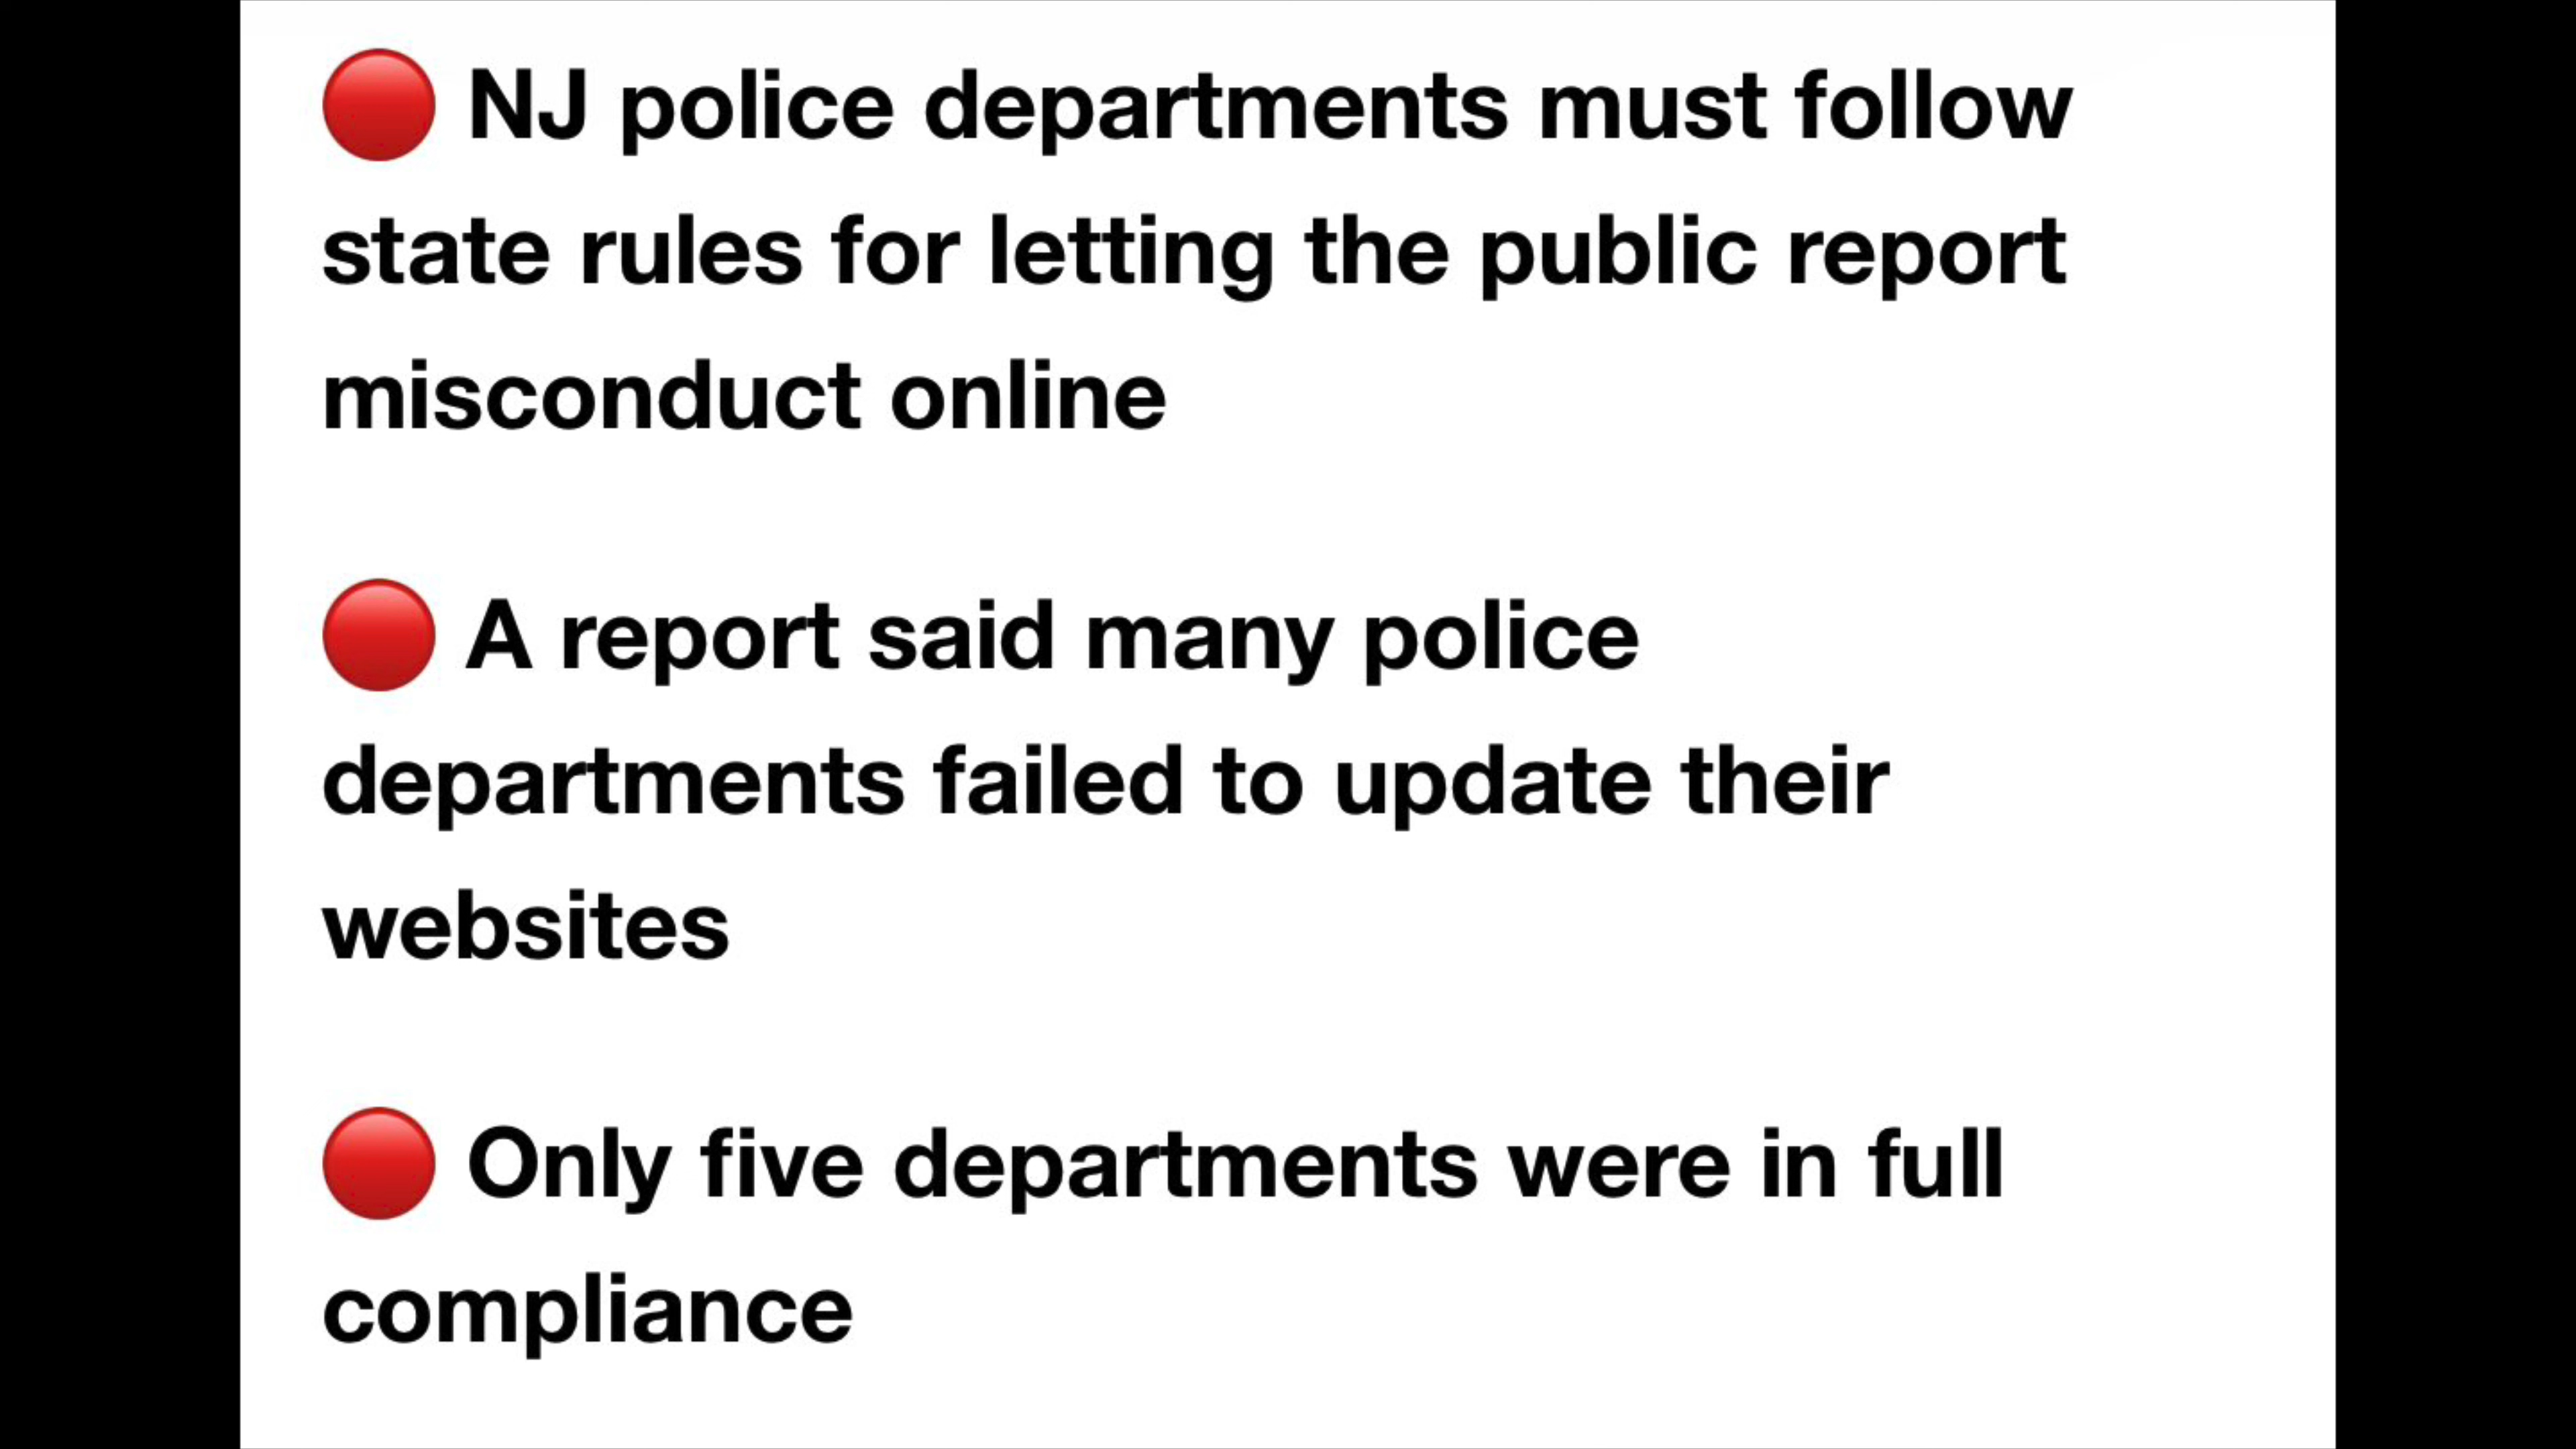 🔴 NJ police departments must follow
state rules for letting the public report
misconduct online
🔴 A report said many police
departments failed to update their
websites
🔴 Only five departments were in full
compliance